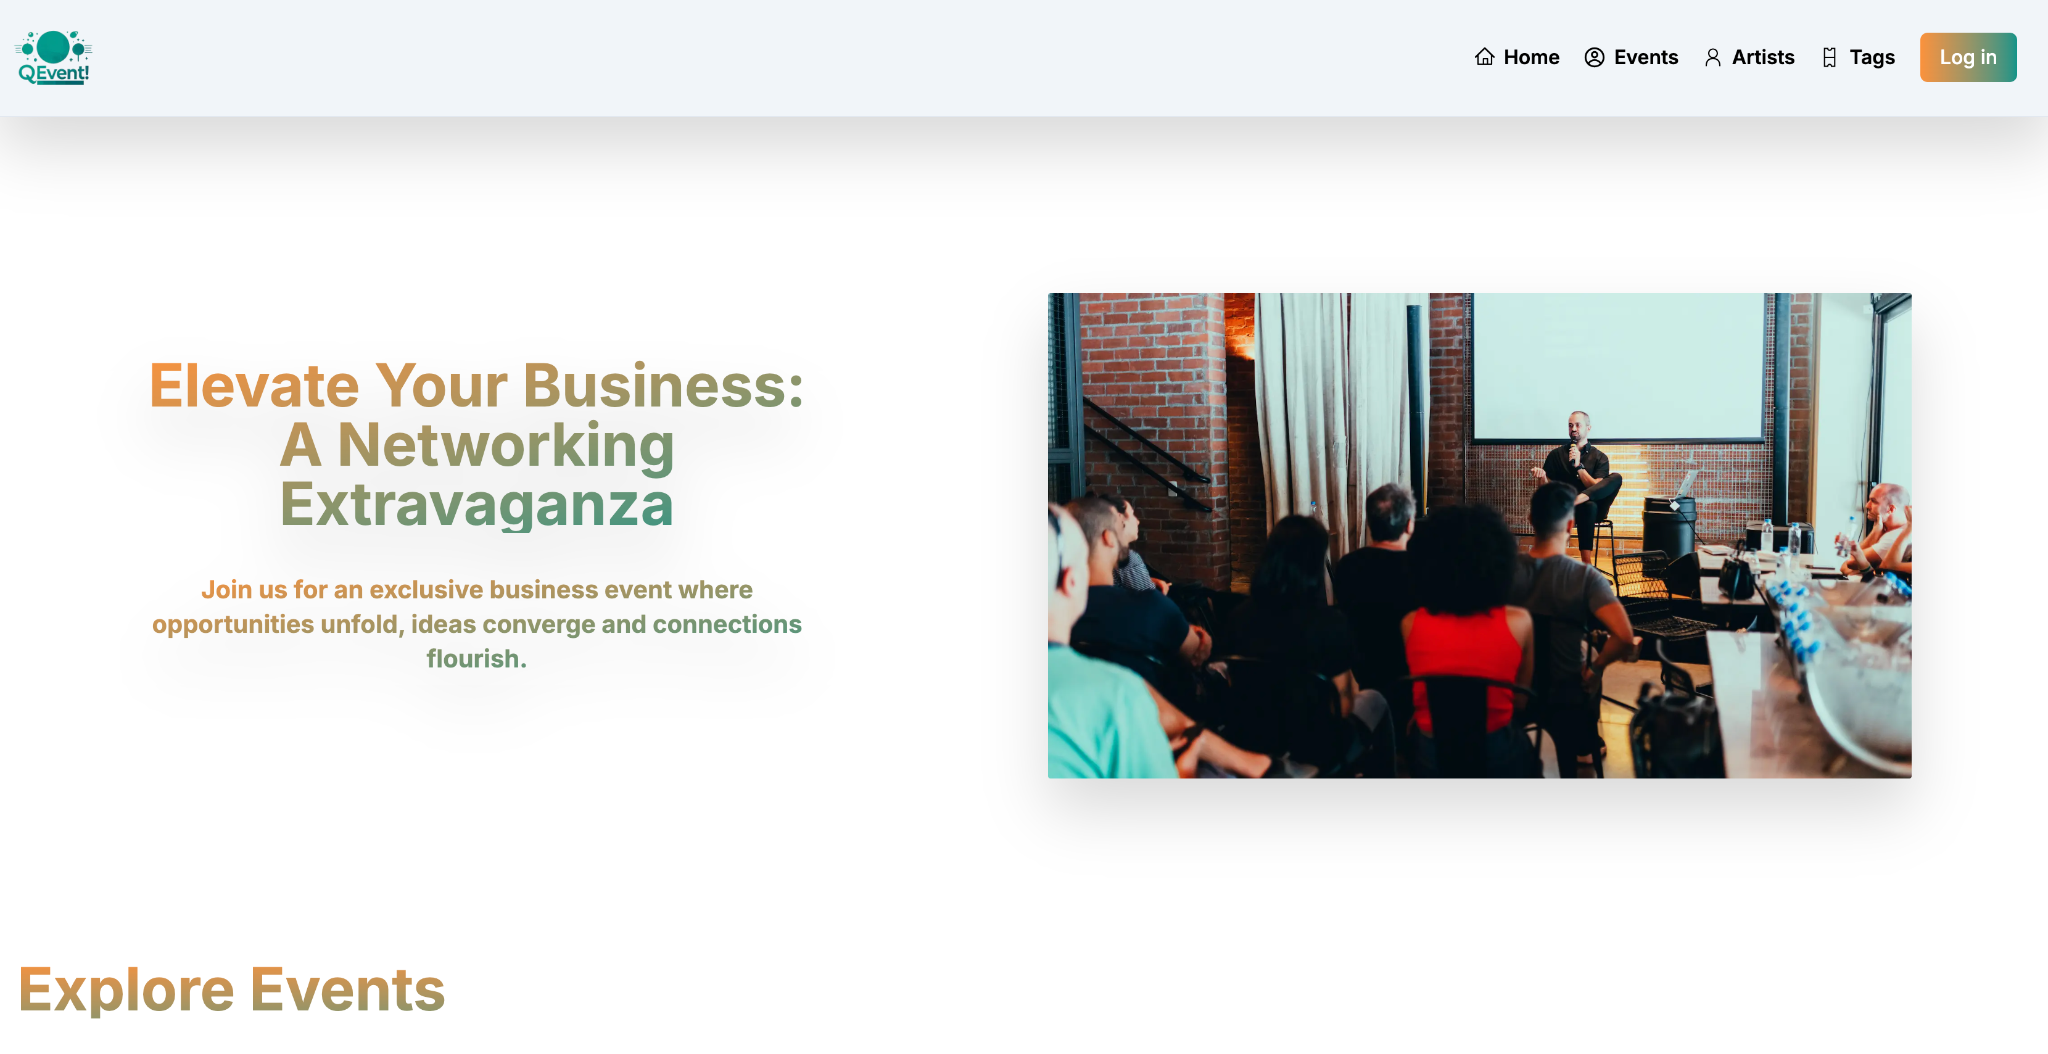 QEvent!
Home
Events
Artists
Tags
Log in
Elevate Your Business:
A Networking
Extravaganza
Join us for an exclusive business event where
opportunities unfold, ideas converge and connections
flourish.
Explore Events